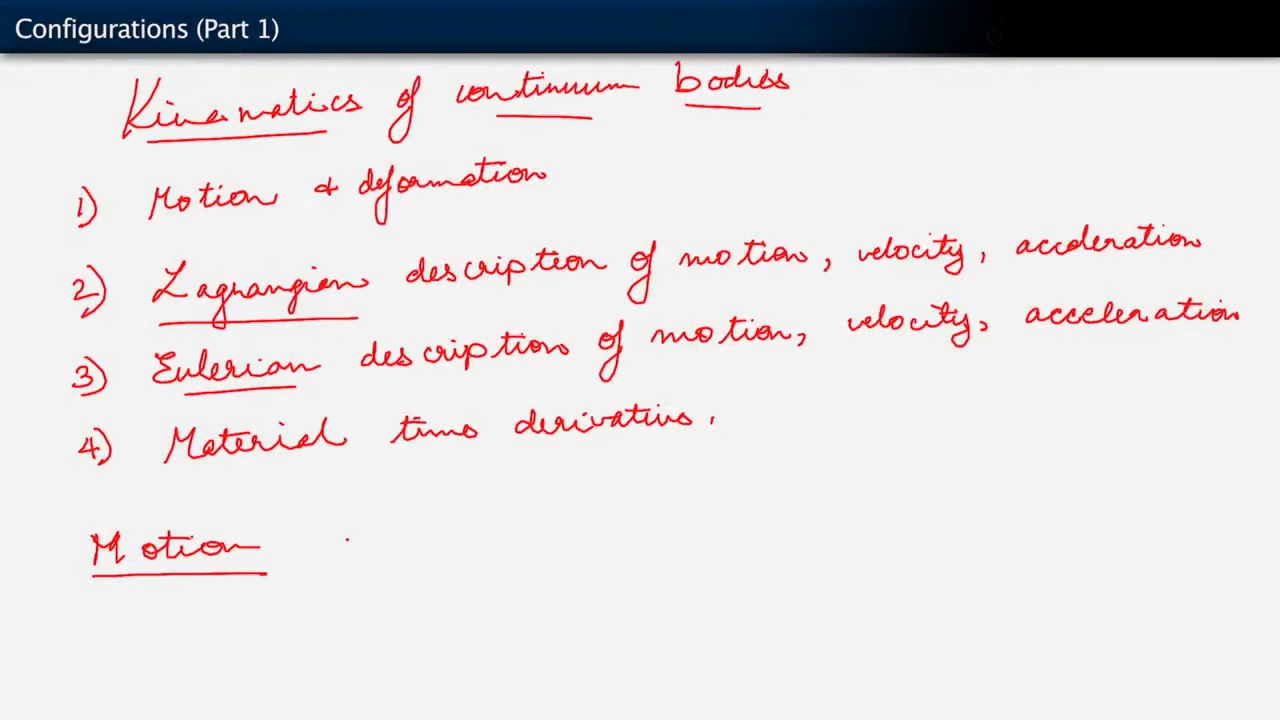 Configurations (Part 1)
Kinematics of continuum bodies
1) Motion & deformation
2) Lagrangian description of motion, velocity, acceleration
3) Eulerian description of motion, velocity, acceleration
4) Material time derivative.
Motion